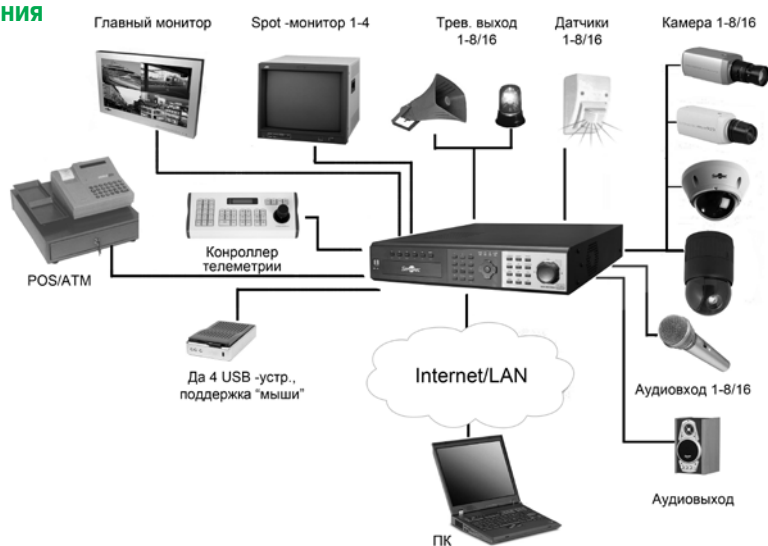 ния
Главный монитор
Spot -монитор 1-4
Трев. выход
1-8/16
Датчики
1-8/16
Камера 1-8/16
POS/ATM
Конроллер
телеметрии
Да 4 USB -устр.,
поддержка “мыши”
Internet/LAN
Аудиовход 1-8/16
Аудиовыход
ПК